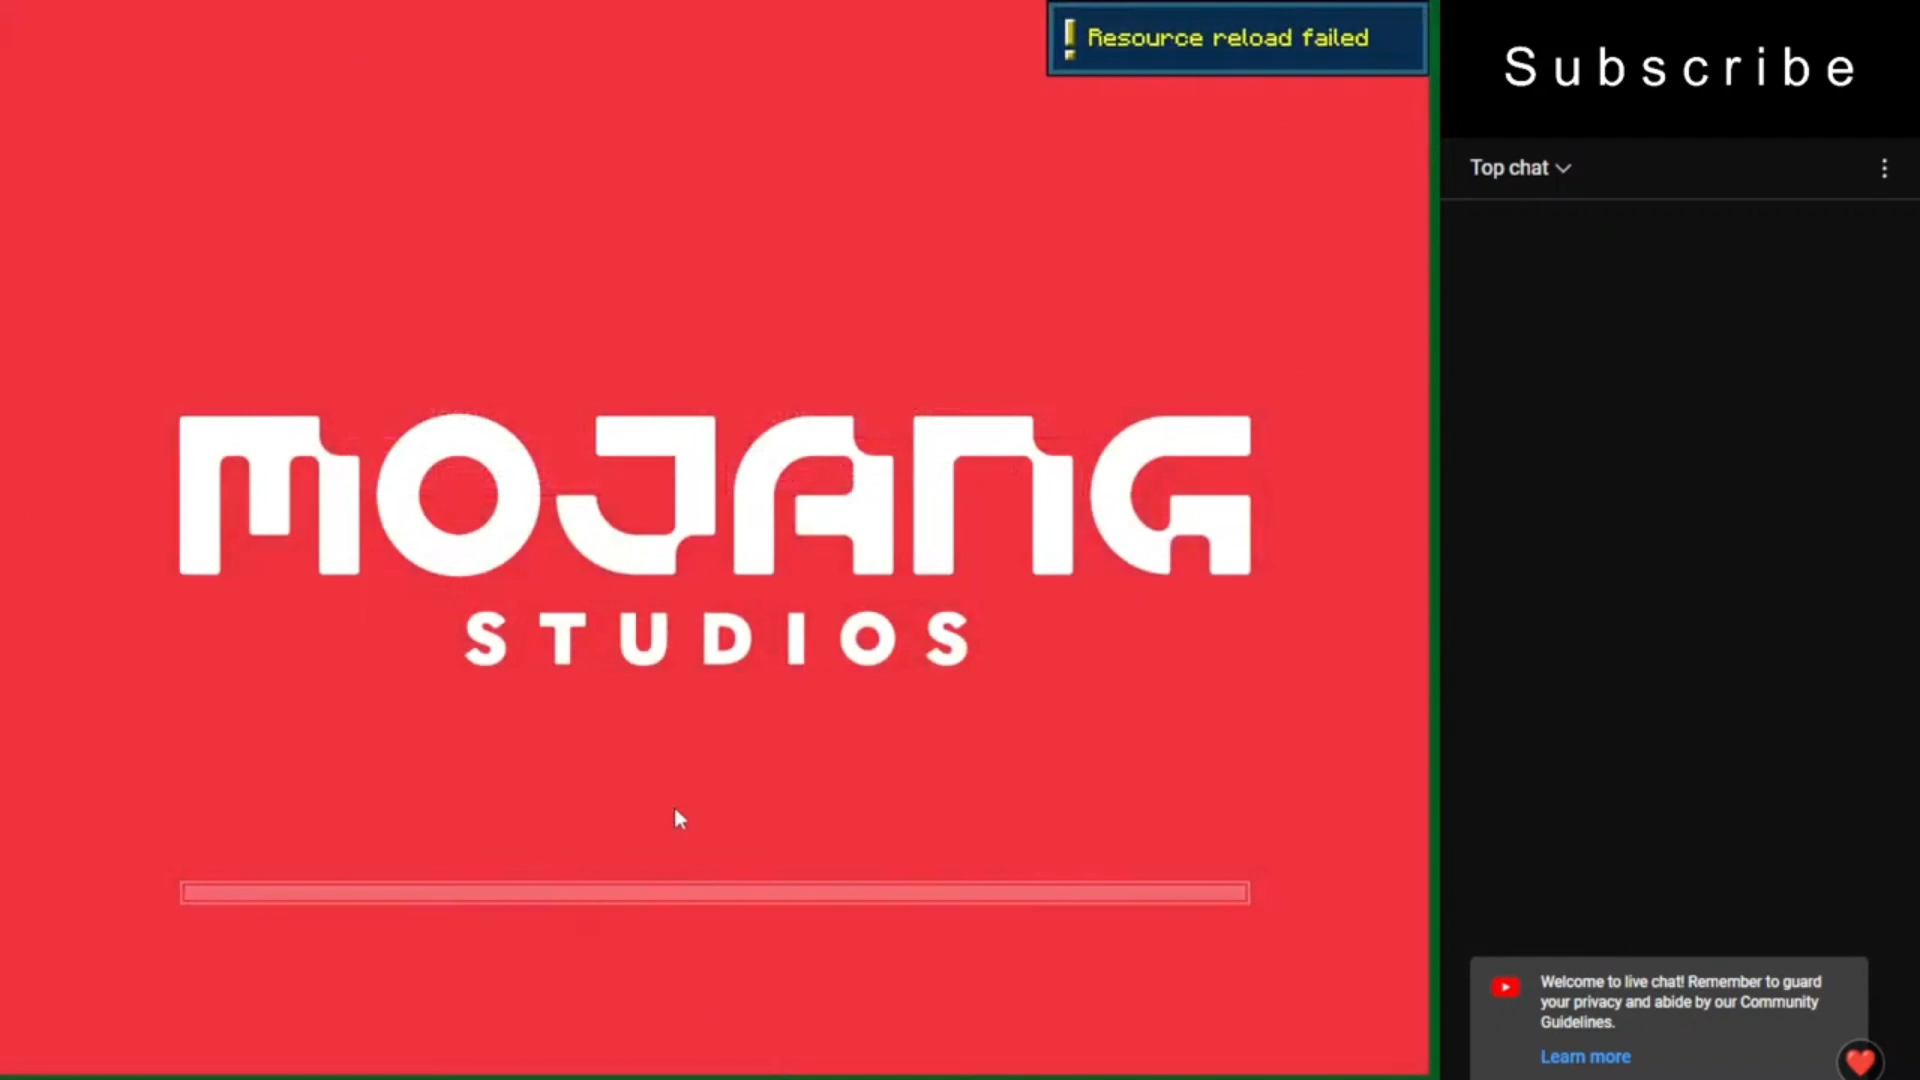 Resource reload failed
Subscribe
Top chat
MOJANG
STUDIOS
Welcome to live chat! Remember to guard
your privacy and abide by our Community
Guidelines.
Learn more